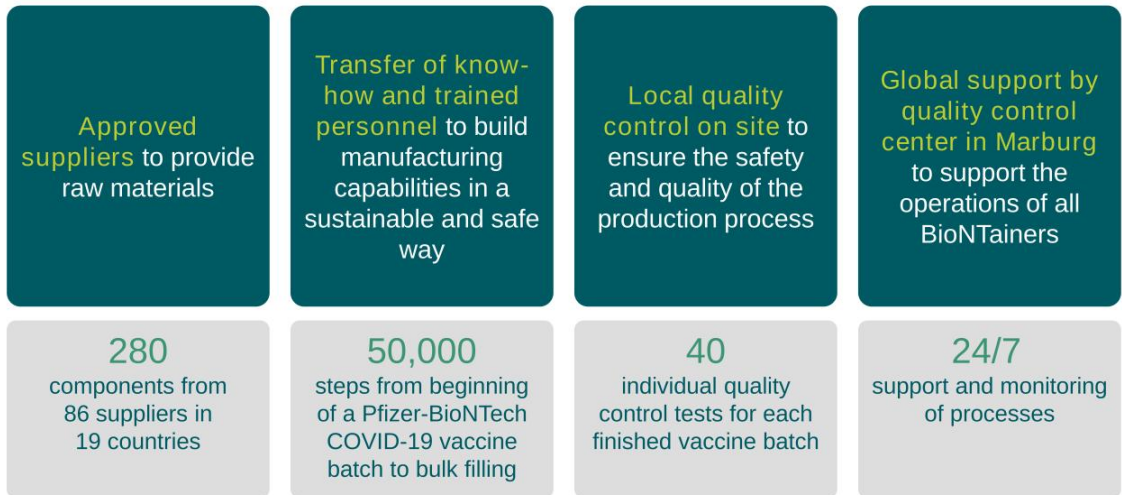 Approved
suppliers to provide
raw materials
Transfer of know-
how and trained
personnel to build
manufacturing
capabilities in a
sustainable and safe
way
Local quality
control on site to
ensure the safety
and quality of the
production process
Global support by
quality control
center in Marburg
to support the
operations of all
BioNTainers
280
components from
86 suppliers in
19 countries
50,000
steps from beginning
of a Pfizer-BioNTech
COVID-19 vaccine
batch to bulk filling
40
individual quality
control tests for each
finished vaccine batch
24/7
support and monitoring
of processes